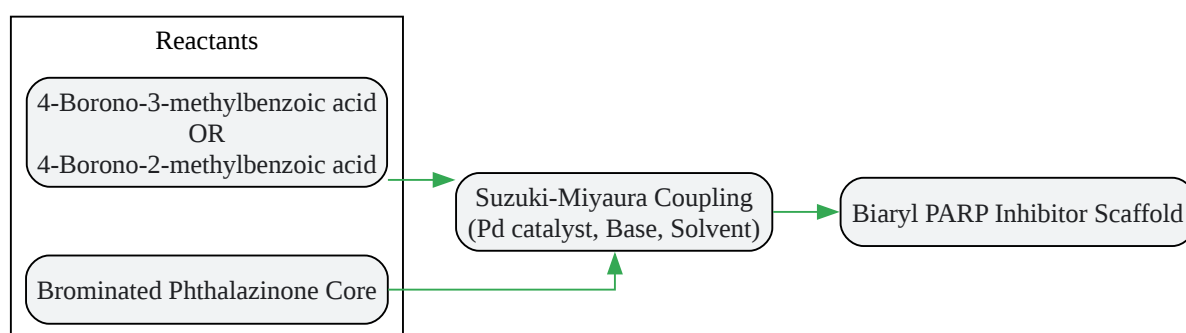 Reactants
4-Borono-3-methylbenzoic acid
OR
4-Borono-2-methylbenzoic acid
Brominated Phthalazinone Core
Suzuki-Miyaura Coupling
(Pd catalyst, Base, Solvent)
Biaryl PARP Inhibitor Scaffold